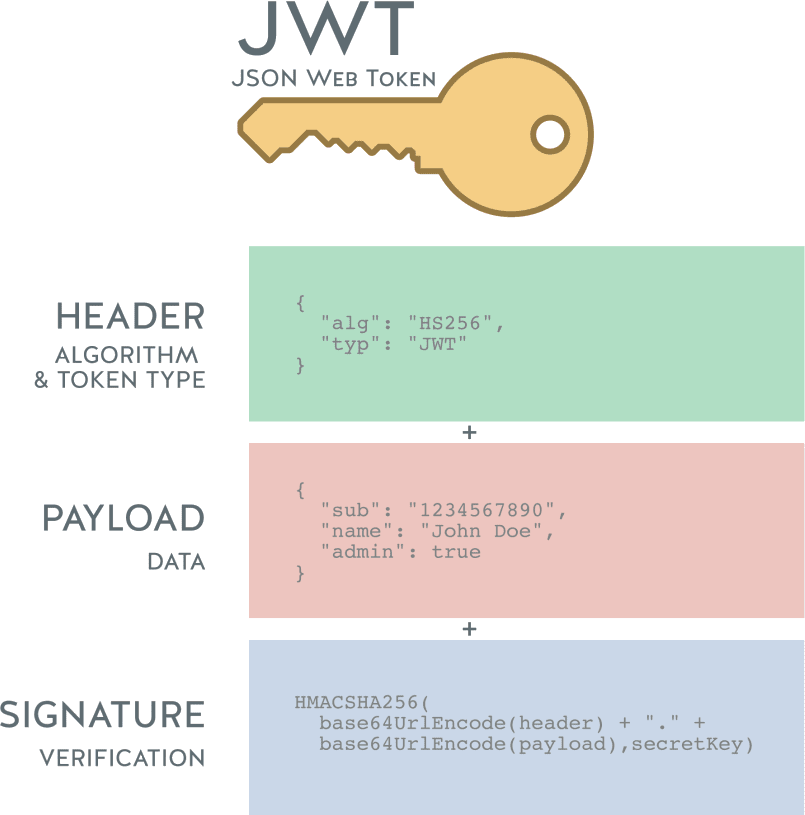 JWT
JSON Web Token
HEADER
ALGORITHM
& TOKEN TYPE
{
  "alg": "HS256",
  "typ": "JWT"
}
+
PAYLOAD
DATA
{
  "sub": "1234567890",
  "name": "John Doe",
  "admin": true
}
+
SIGNATURE
VERIFICATION
HMACSHA256(
  base64UrlEncode(header) + "." +
  base64UrlEncode(payload),secretKey)